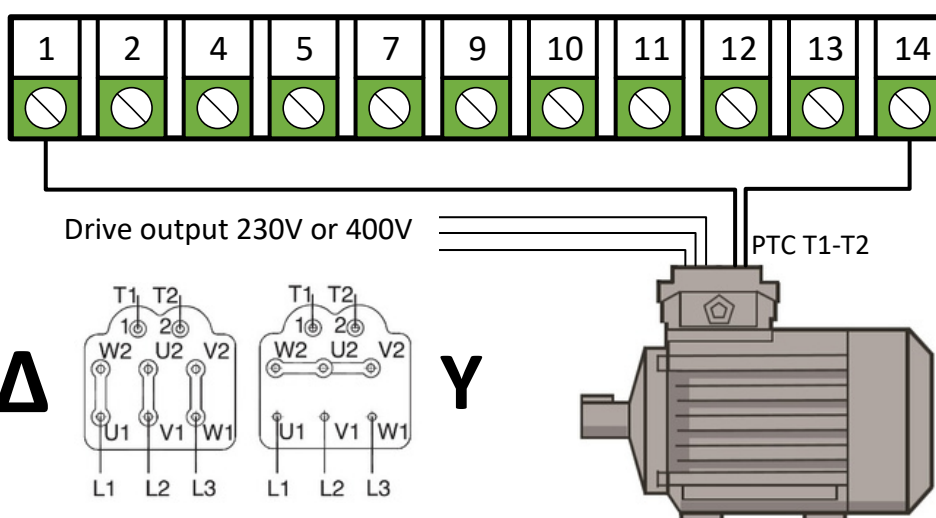 1 2 4 5 7 9 10 11 12 13 14
Drive output 230V or 400V
PTC T1-T2
T1 T2
1 2
W2 U2 V2
U1 V1 W1
L1 L2 L3
Δ
T1 T2
1 2
W2 U2 V2
U1 V1 W1
L1 L2 L3
Y